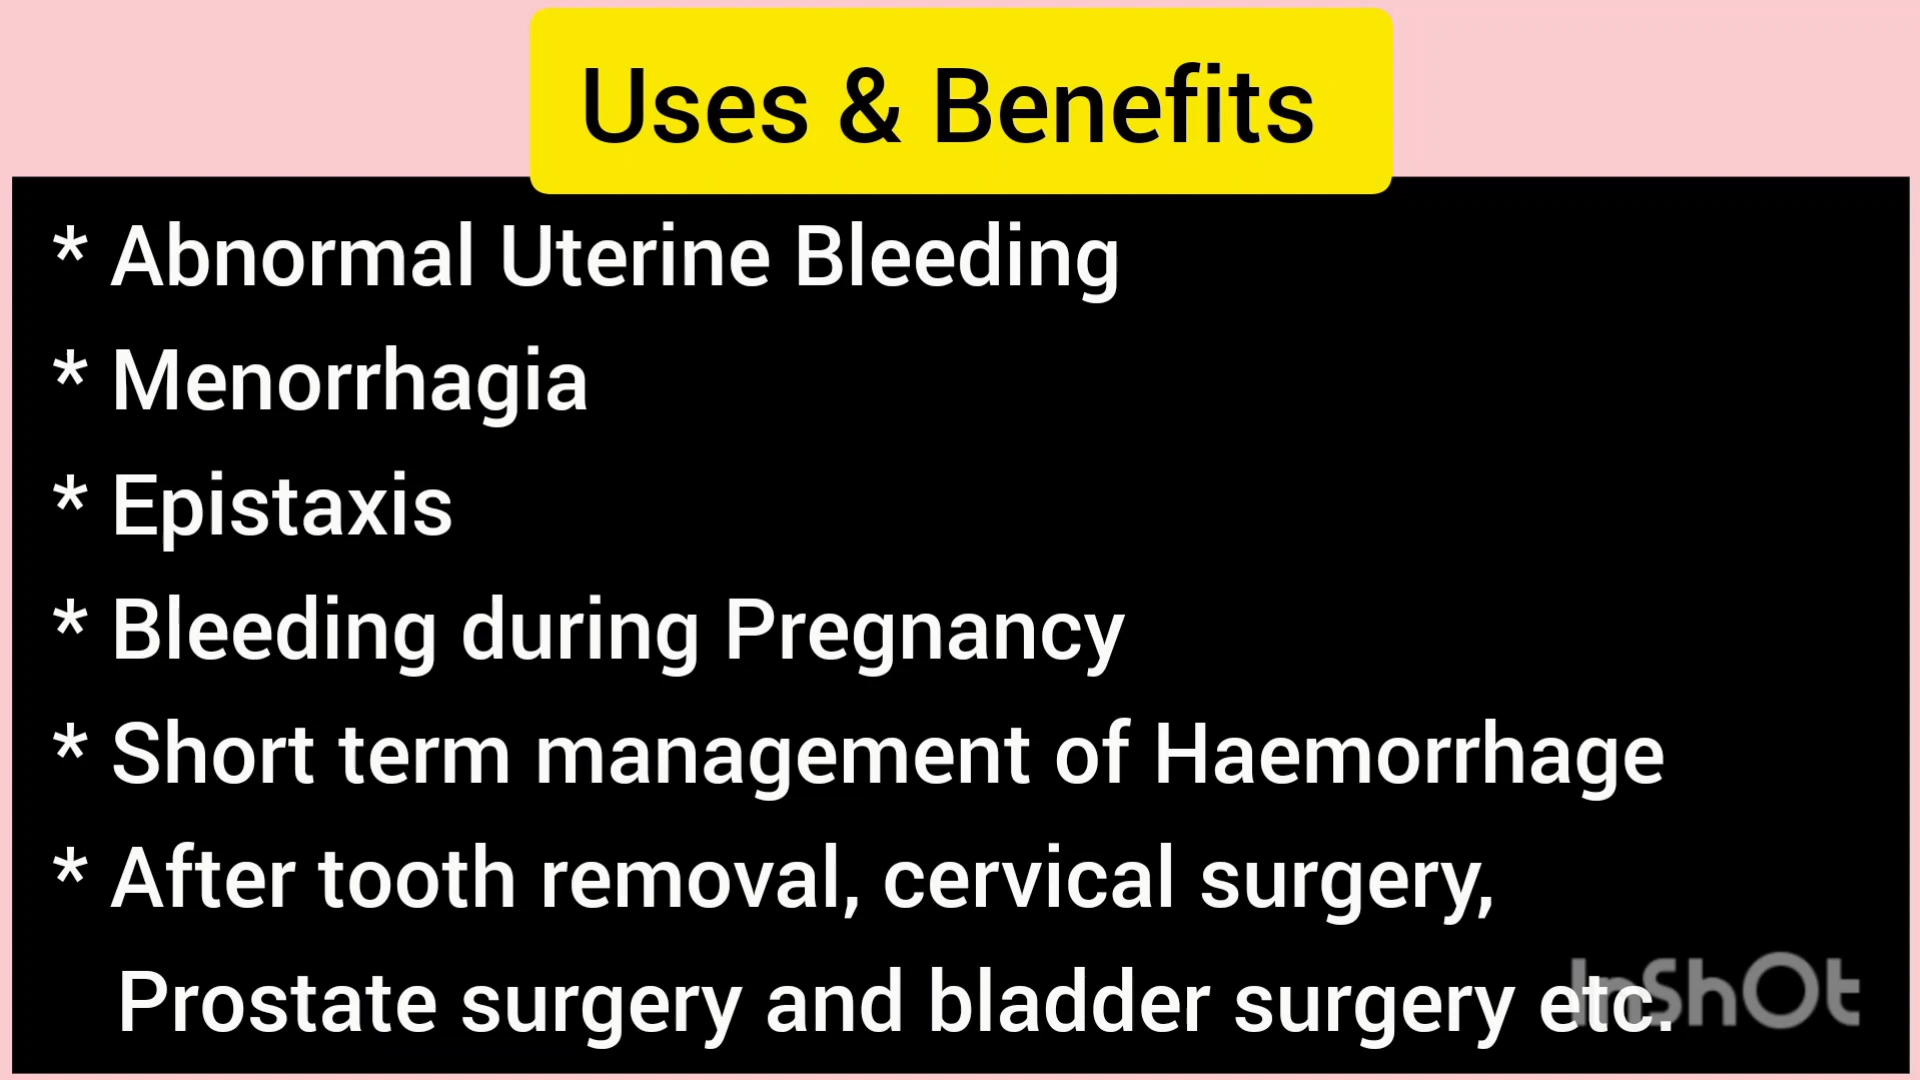 Uses & Benefits
* Abnormal Uterine Bleeding
* Menorrhagia
* Epistaxis
* Bleeding during Pregnancy
* Short term management of Haemorrhage
* After tooth removal, cervical surgery,
Prostate surgery and bladder surgery etc.
InShOt